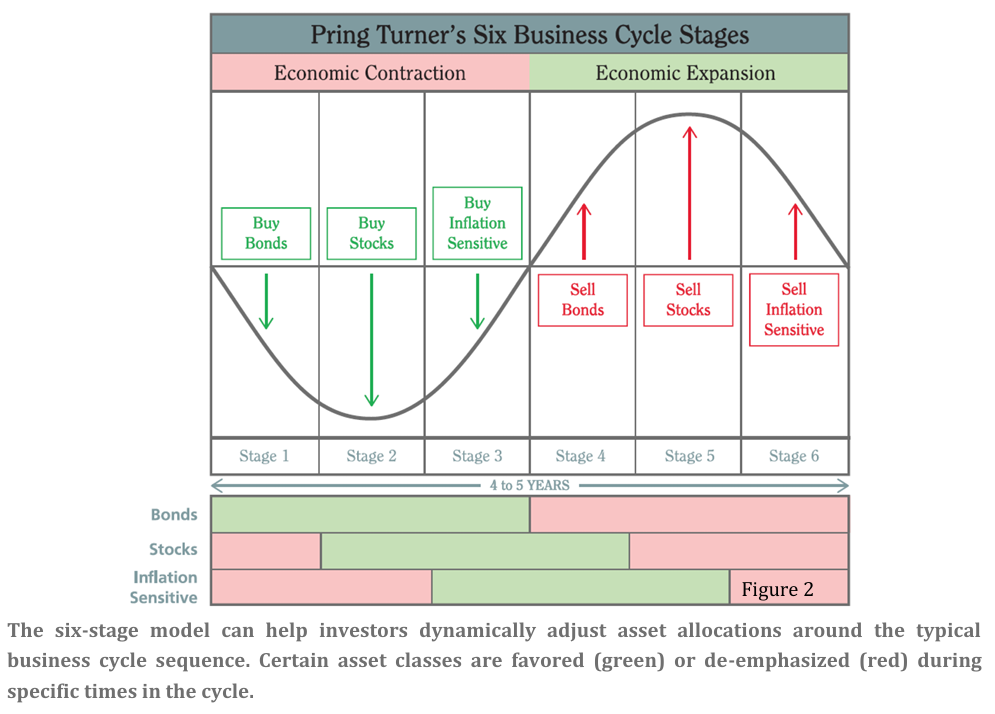 Pring Turner's Six Business Cycle Stages
Economic Contraction
Economic Expansion
Buy
Bonds
Buy
Stocks
Buy
Inflation
Sensitive
Sell
Bonds
Sell
Stocks
Sell
Inflation
Sensitive
Stage 1
Stage 2
Stage 3
Stage 4
Stage 5
Stage 6
4 to 5 YEARS
Bonds
Stocks
Inflation
Sensitive
Figure 2
The six-stage model can help investors dynamically adjust asset allocations around the typical
business cycle sequence. Certain asset classes are favored (green) or de-emphasized (red) during
specific times in the cycle.